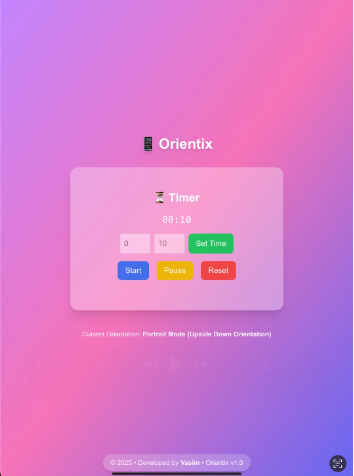 📱 Orientix
⏳ Timer
00:10
0 10 Set Time
Start Pause Reset
Current Orientation: Portrait Mode (Upside Down Orientation)
© 2025 • Developed by Vasim • Orientix v1.0